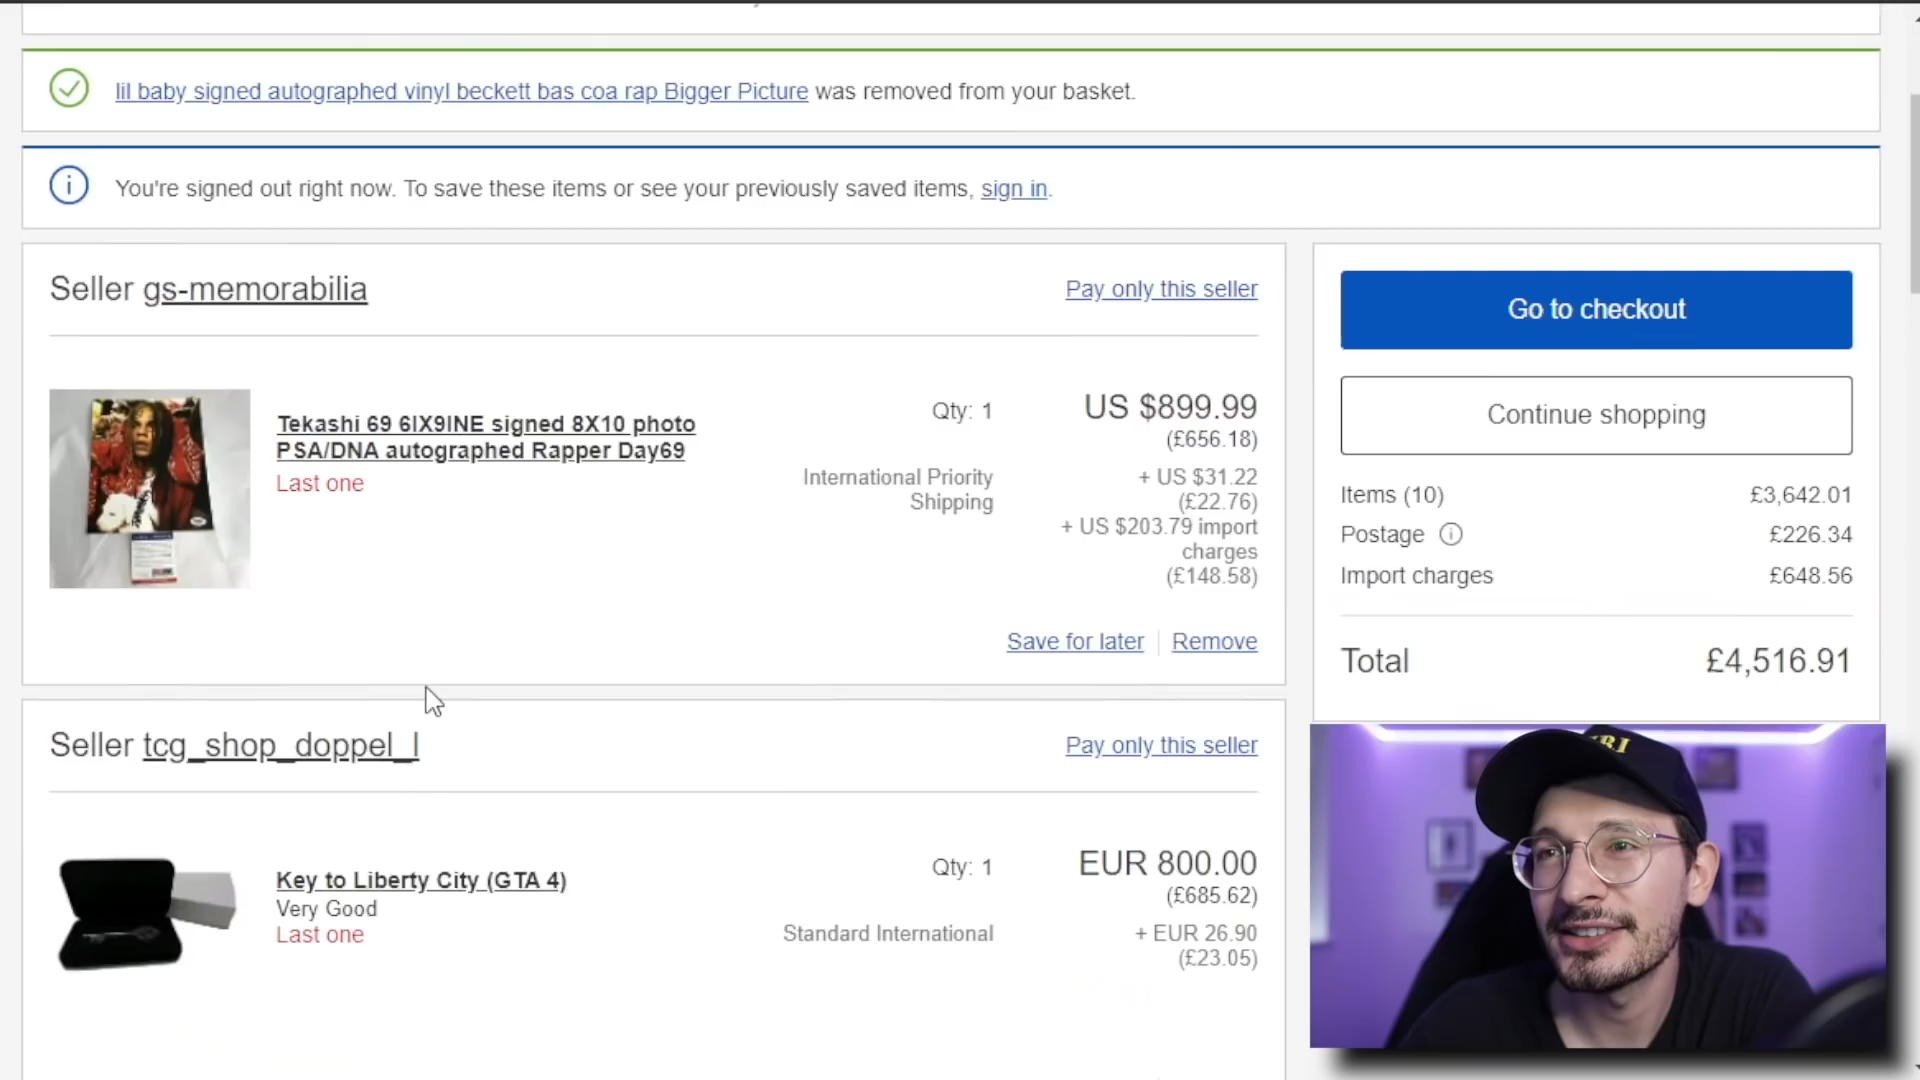 lil baby signed autographed vinyl beckett bas coa rap Bigger Picture was removed from your basket.
You're signed out right now. To save these items or see your previously saved items, sign in.
Seller gs-memorabilia
Pay only this seller
Tekashi 69 6IX9INE signed 8X10 photo
PSA/DNA autographed Rapper Day69
Last one
Qty: 1
US $899.99
(£656.18)
International Priority
Shipping
+ US $31.22
(£22.76)
+ US $203.79 import
charges
(£148.58)
Save for later
Remove
Go to checkout
Continue shopping
Items (10)
£3,642.01
Postage
£226.34
Import charges
£648.56
Total
£4,516.91
Seller tcg_shop_doppel_l
Pay only this seller
Key to Liberty City (GTA 4)
Very Good
Last one
Qty: 1
EUR 800.00
(£685.62)
Standard International
+ EUR 26.90
(£23.05)